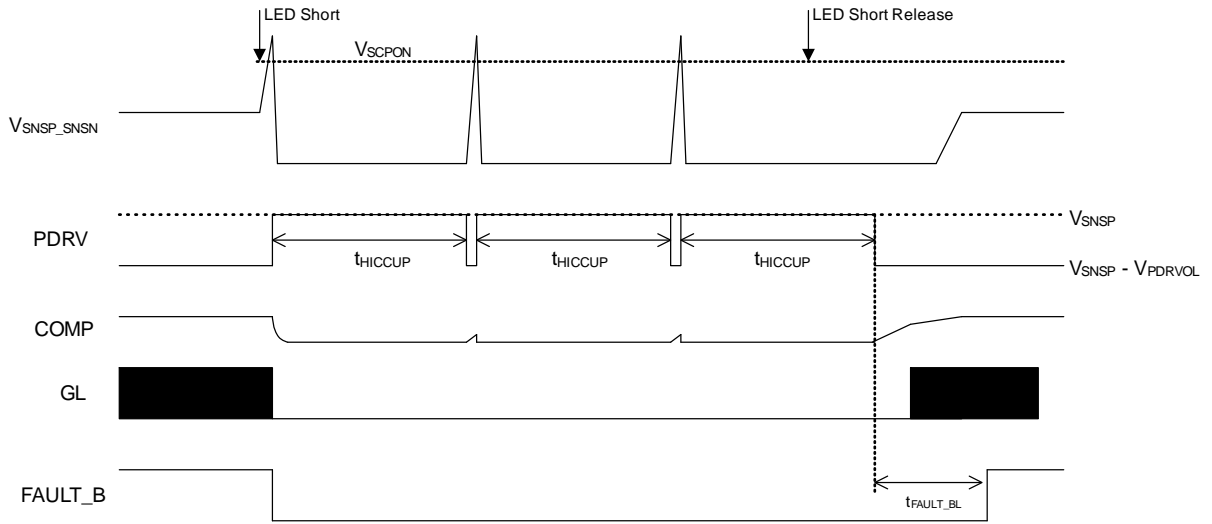 LED Short
LED Short Release
VSCPON
VSNSP_SNSN
VSNSP
PDRV
tHICCUP
tHICCUP
tHICCUP
VSNSP - VPDRVOL
COMP
GL
FAULT_B
tFAULT_BL